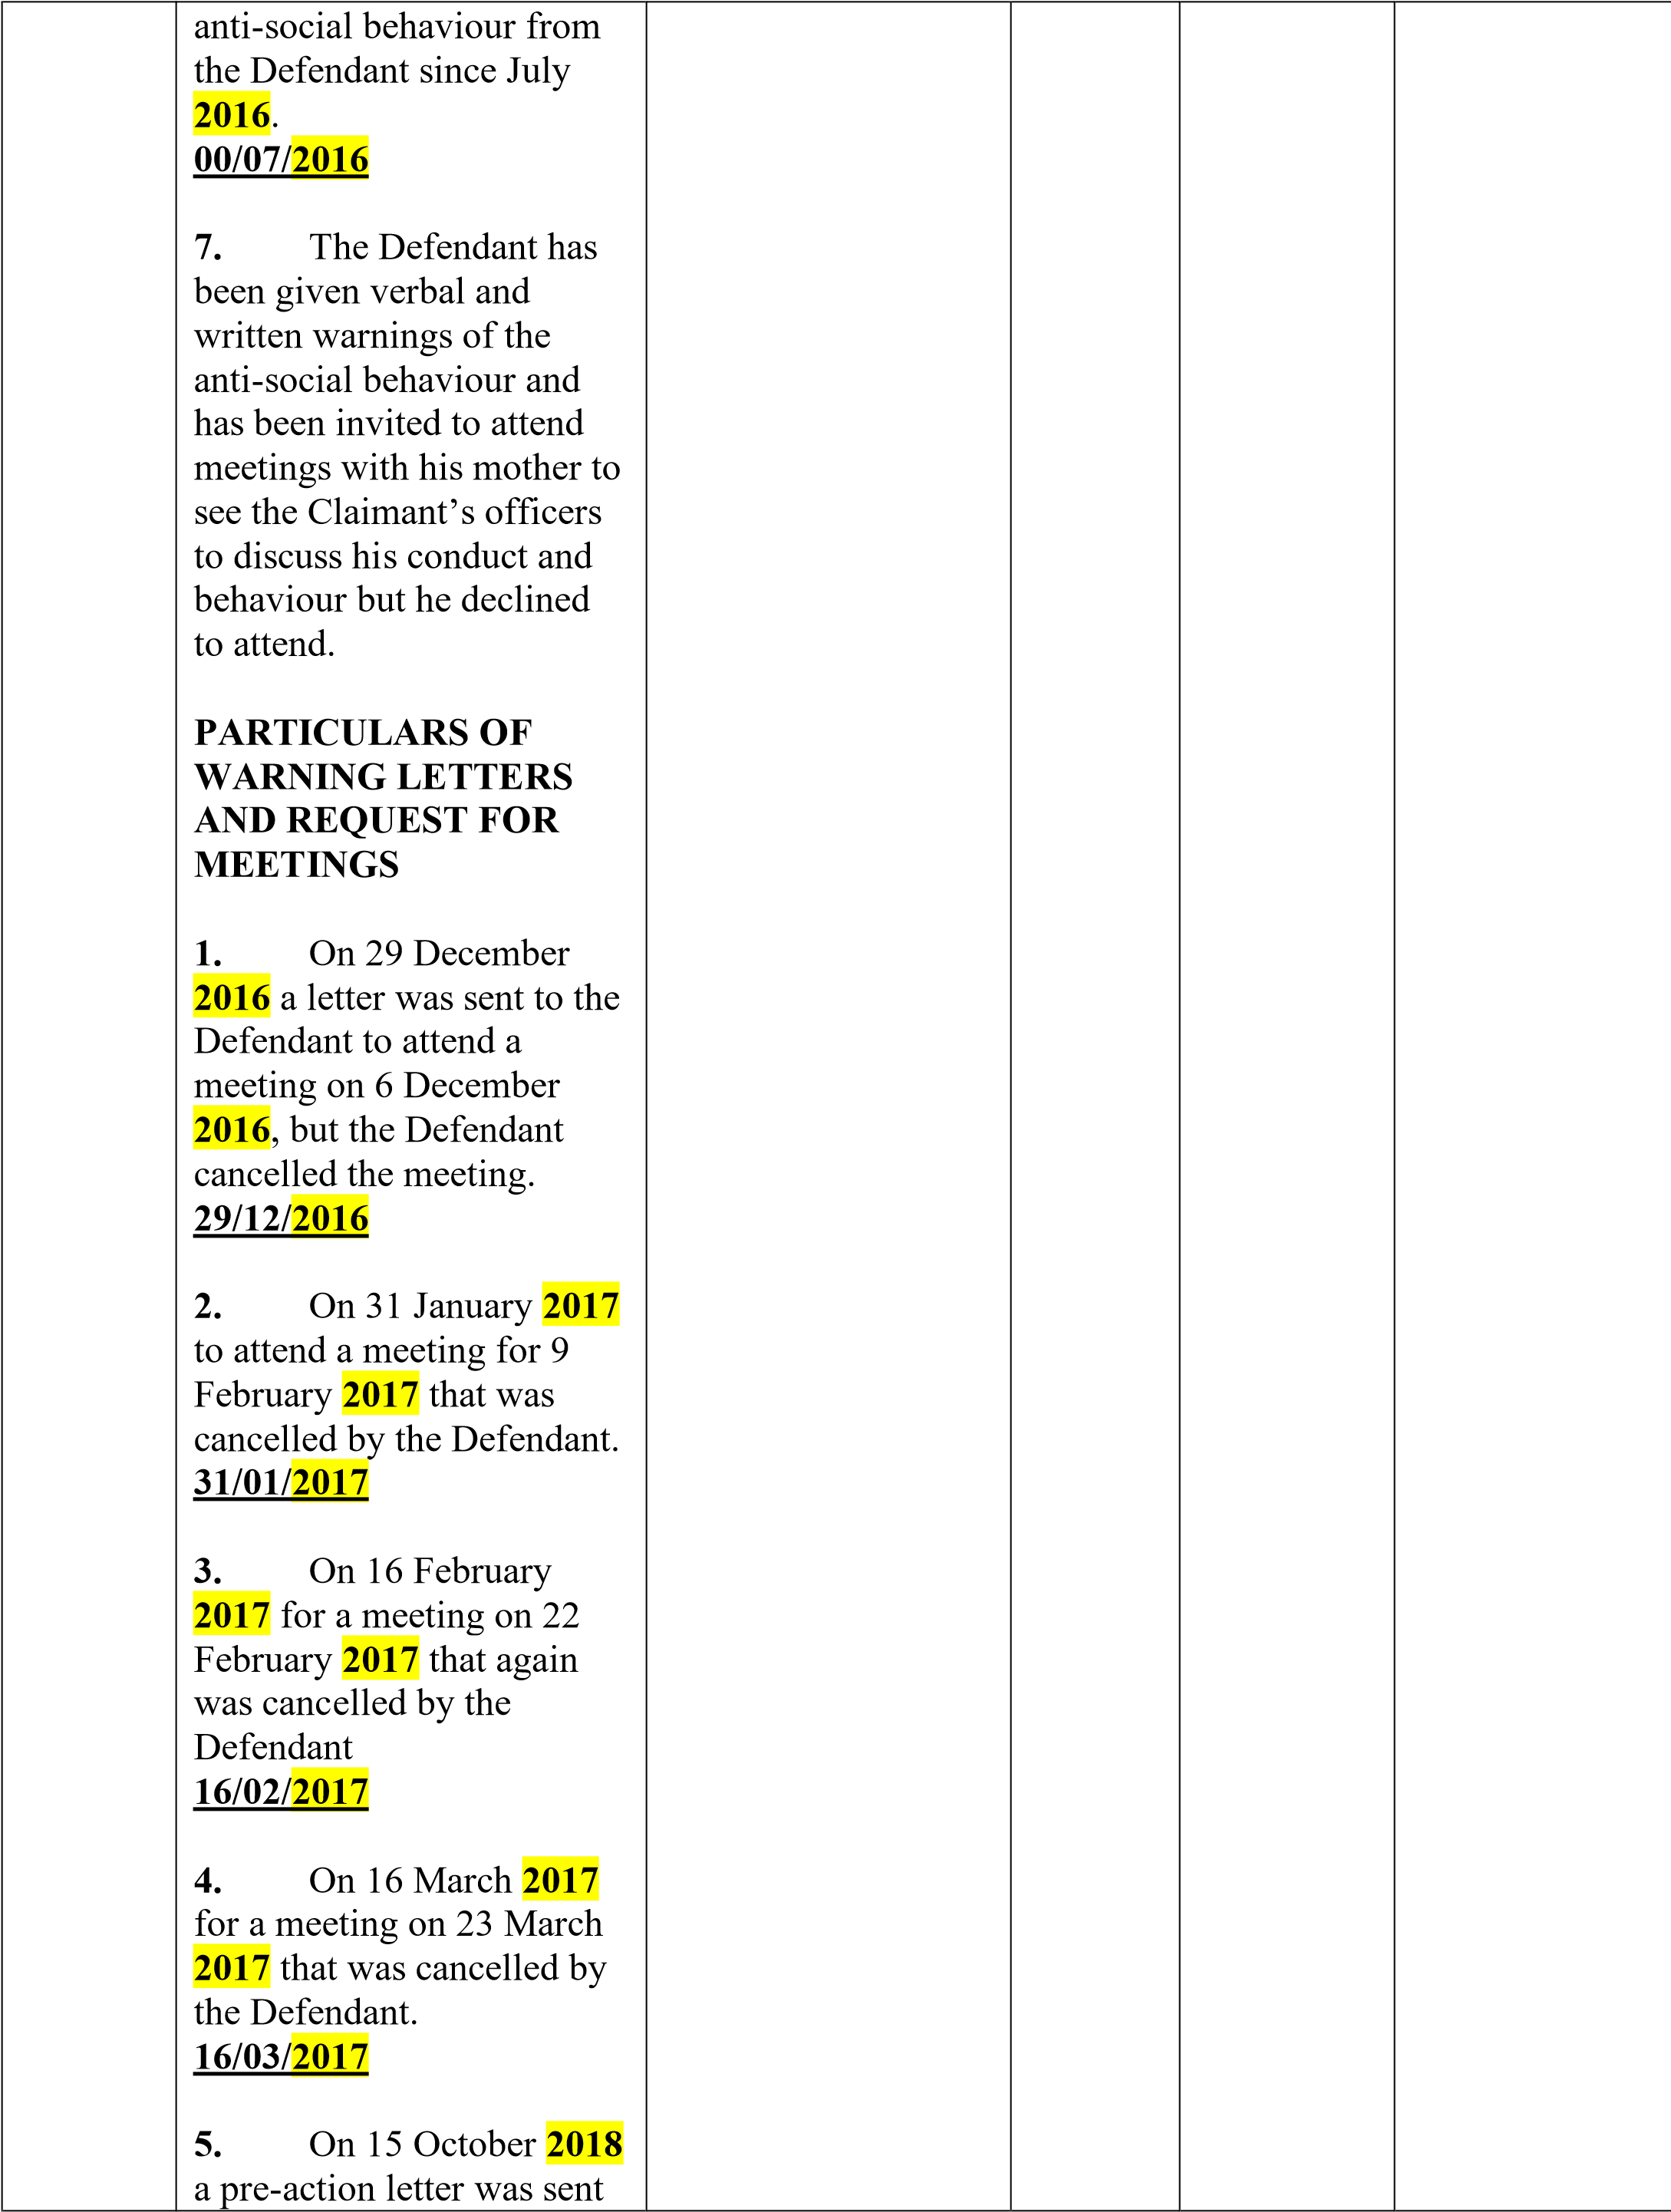 anti-social behaviour from
the Defendant since July
2016.
00/07/2016
7. The Defendant has
been given verbal and
written warnings of the
anti-social behaviour and
has been invited to attend
meetings with his mother to
see the Claimant’s officers
to discuss his conduct and
behaviour but he declined
to attend.
PARTICULARS OF
WARNING LETTERS
AND REQUEST FOR
MEETINGS
1. On 29 December
2016 a letter was sent to the
Defendant to attend a
meeting on 6 December
2016, but the Defendant
cancelled the meeting.
29/12/2016
2. On 31 January 2017
to attend a meeting for 9
February 2017 that was
cancelled by the Defendant.
31/01/2017
3. On 16 February
2017 for a meeting on 22
February 2017 that again
was cancelled by the
Defendant
16/02/2017
4. On 16 March 2017
for a meeting on 23 March
2017 that was cancelled by
the Defendant.
16/03/2017
5. On 15 October 2018
a pre-action letter was sent